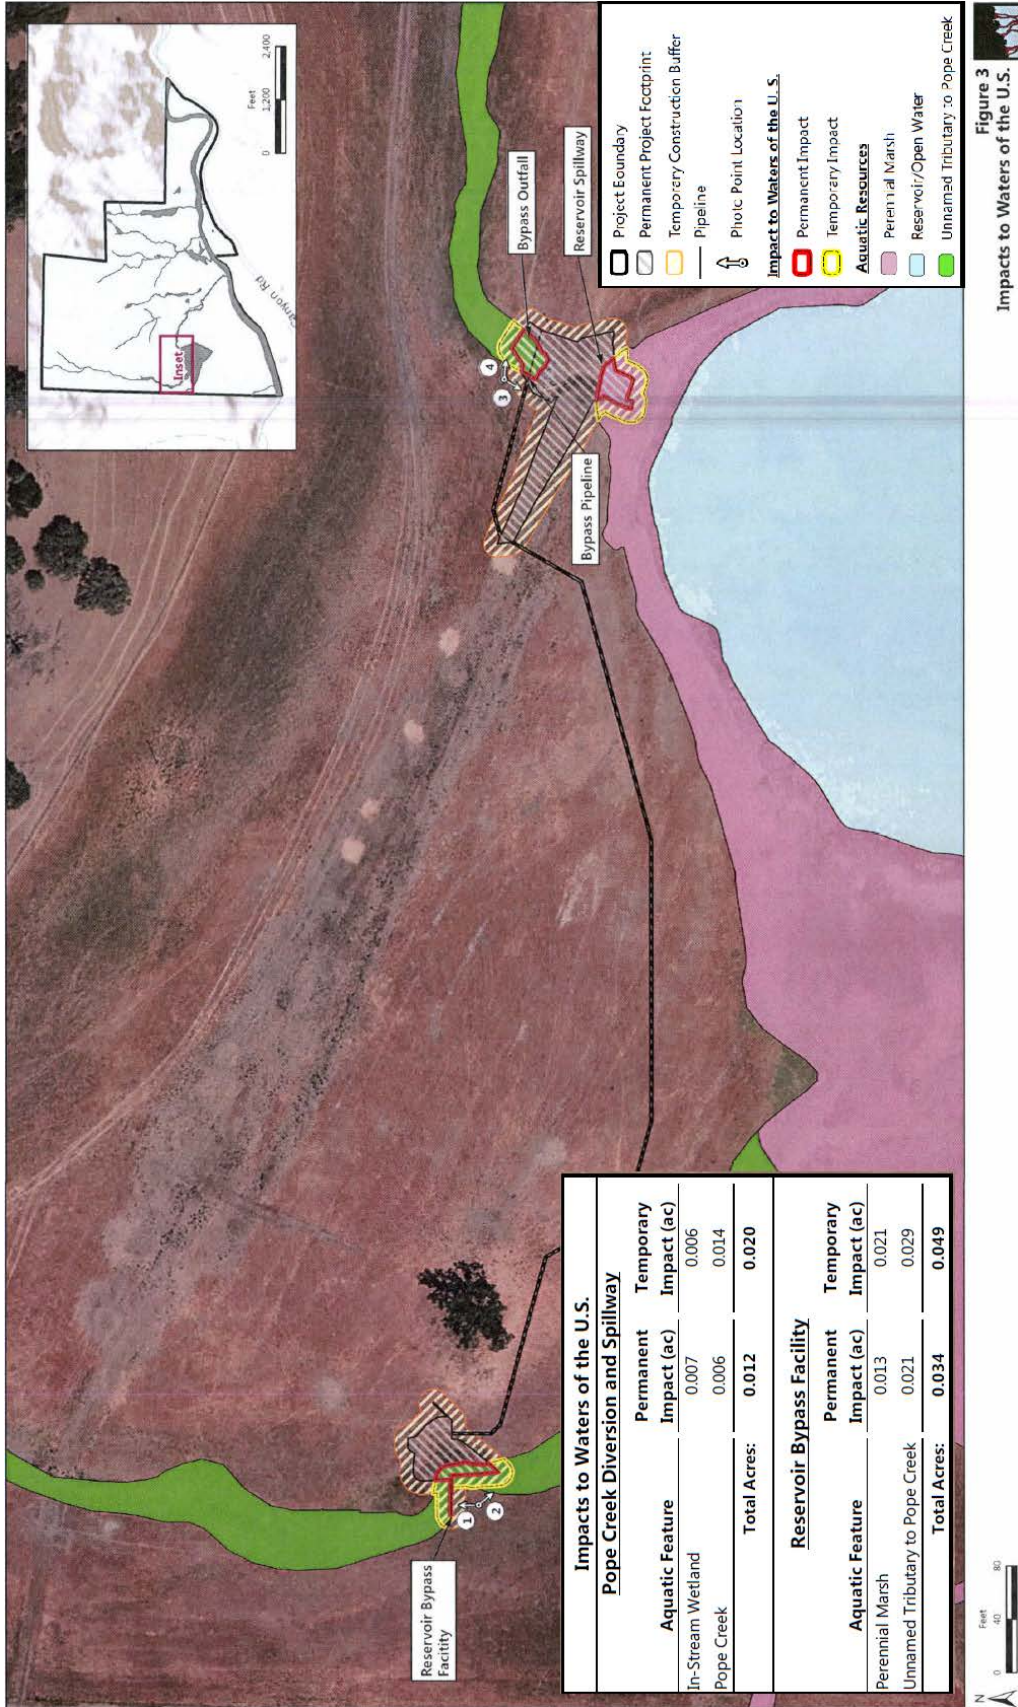 Inset
Canyon Rd
Feet
0 1,200 2,400
Bypass Outfall
Reservoir Spillway
Bypass Pipeline
Reservoir Bypass
Facitity
1
2
3
4
Project Boundary
Permanent Project Footprint
Temporary Construction Buffer
Pipeline
Photo Point Location
Impact to Waters of the U.S.
Permanent Impact
Temporary Impact
Aquatic Resources
Perennial Marsh
Reservoir/Open Water
Unnamed Tributary to Pope Creek
Impacts to Waters of the U.S.
Pope Creek Diversion and Spillway
Permanent Temporary
Aquatic Feature Impact (ac) Impact (ac)
In-Stream Wetland 0.007 0.006
Pope Creek 0.006 0.014
Total Acres: 0.012 0.020
Reservoir Bypass Facility
Permanent Temporary
Aquatic Feature Impact (ac) Impact (ac)
Perennial Marsh 0.013 0.021
Unnamed Tributary to Pope Creek 0.021 0.029
Total Acres: 0.034 0.049
N
Feet
0 40 80
Figure 3
Impacts to Waters of the U.S.